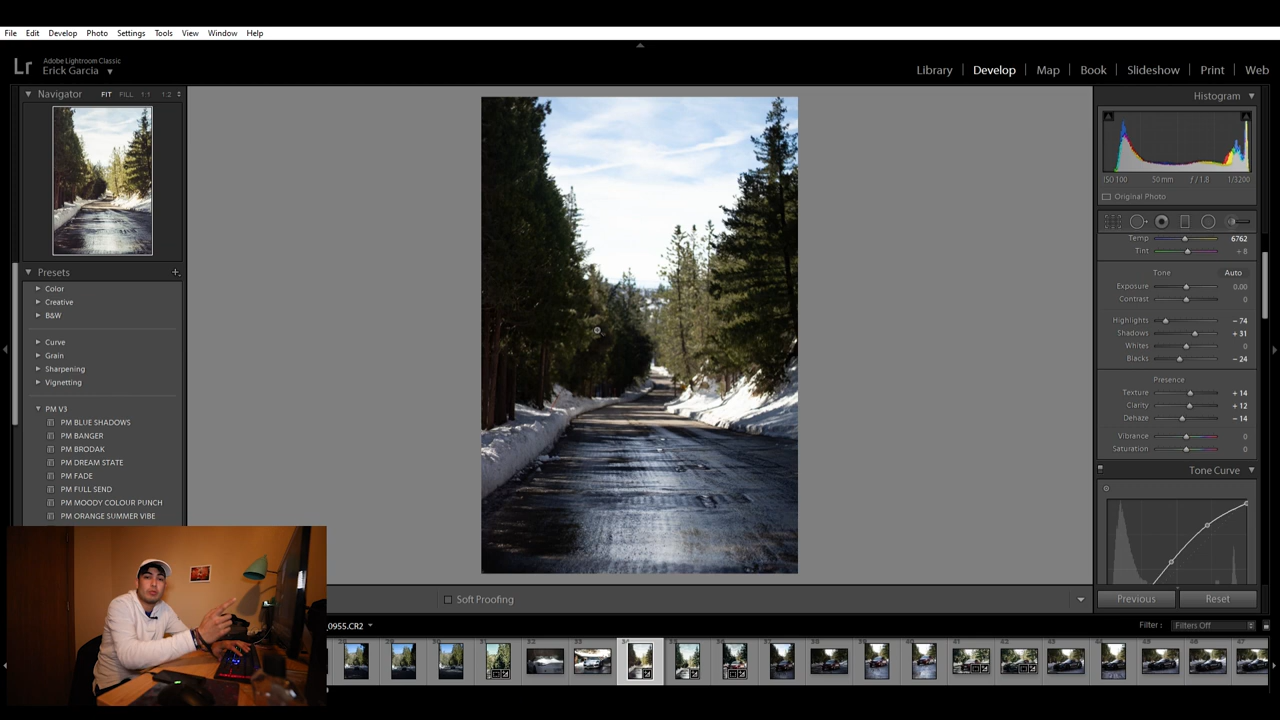 File Edit Develop Photo Settings Tools View Window Help
Lr
Adobe Lightroom Classic
Erick Garcia
Library Develop Map Book Slideshow Print Web
Navigator FIT FILL 1:1 1:2
Presets +
Color
Creative
B&W
Curve
Grain
Sharpening
Vignetting
PM V3
PM BLUE SHADOWS
PM BANGER
PM BRODAK
PM DREAM STATE
PM FADE
PM FULL SEND
PM MOODY COLOUR PUNCH
PM ORANGE SUMMER VIBE
Histogram
ISO 100 50 mm f / 1.8 1/3200
Original Photo
Temp 6762
Tint + 8
Tone Auto
Exposure 0.00
Contrast 0
Highlights – 74
Shadows + 31
Whites 0
Blacks – 24
Presence
Texture + 14
Clarity + 12
Dehaze – 14
Vibrance 0
Saturation 0
Tone Curve
Previous Reset
Soft Proofing
_0955.CR2
Filter : Filters Off